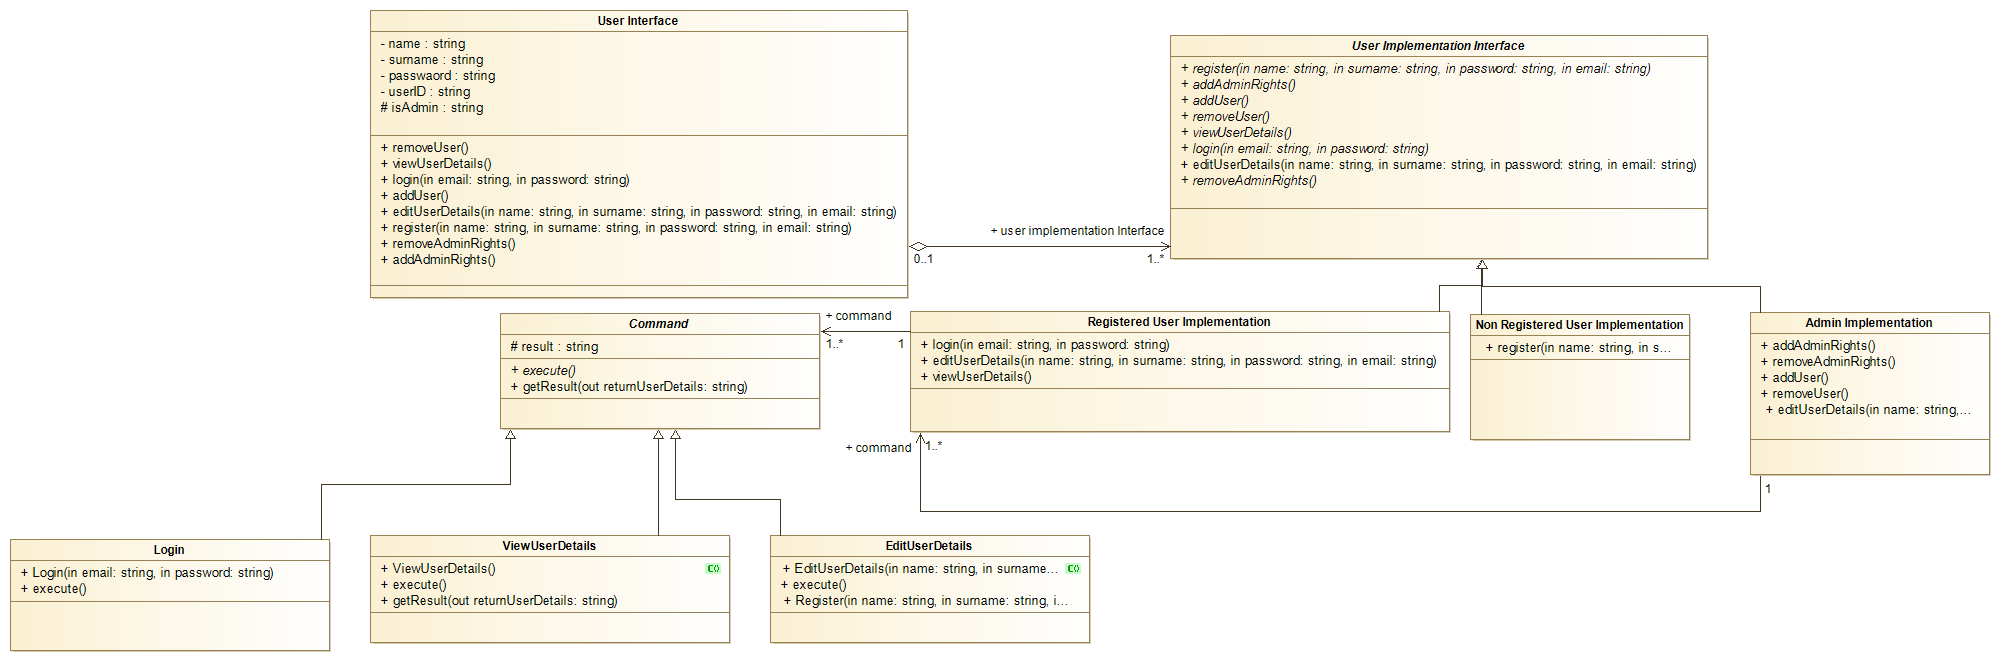 User Interface
- name : string
- surname : string
- passwaord : string
- userID : string
# isAdmin : string
+ removeUser()
+ viewUserDetails()
+ login(in email: string, in password: string)
+ addUser()
+ editUserDetails(in name: string, in surname: string, in password: string, in email: string)
+ register(in name: string, in surname: string, in password: string, in email: string)
+ removeAdminRights()
+ addAdminRights()
User Implementation Interface
+ register(in name: string, in surname: string, in password: string, in email: string)
+ addAdminRights()
+ addUser()
+ removeUser()
+ viewUserDetails()
+ login(in email: string, in password: string)
+ editUserDetails(in name: string, in surname: string, in password: string, in email: string)
+ removeAdminRights()
+ user implementation Interface
0..1
1..*
Command
# result : string
+ execute()
+ getResult(out returnUserDetails: string)
+ command
1..*
1
Registered User Implementation
+ login(in email: string, in password: string)
+ editUserDetails(in name: string, in surname: string, in password: string, in email: string)
+ viewUserDetails()
Non Registered User Implementation
+ register(in name: string, in s...
Admin Implementation
+ addAdminRights()
+ removeAdminRights()
+ addUser()
+ removeUser()
+ editUserDetails(in name: string,...
+ command
1..*
1
Login
+ Login(in email: string, in password: string)
+ execute()
ViewUserDetails
+ ViewUserDetails() C()
+ execute()
+ getResult(out returnUserDetails: string)
EditUserDetails
+ EditUserDetails(in name: string, in surname... C()
+ execute()
+ Register(in name: string, in surname: string, i...